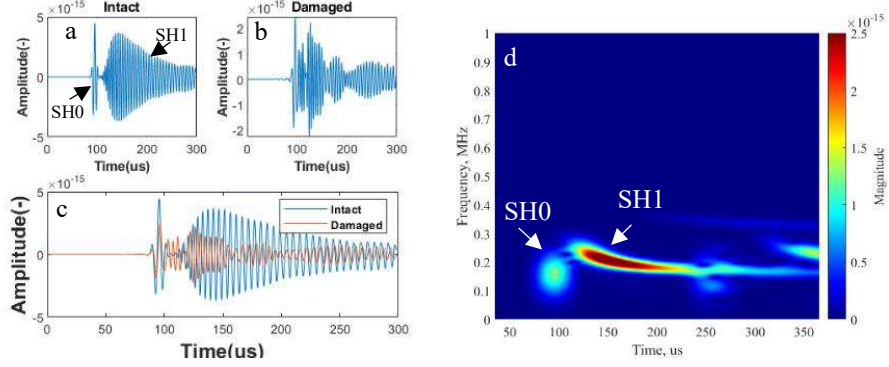 Intact
Damaged
5
×10⁻¹⁵
a
SH1
SH0
0
-5
Amplitude(-)
0
100
200
300
Time(us)
×10⁻¹⁵
b
2
1
0
-1
-2
Amplitude(-)
0
100
200
300
Time(us)
5
×10⁻¹⁵
c
Intact
Damaged
0
-5
Amplitude(-)
0
50
100
150
200
250
300
Time(us)
d
1
0.9
0.8
0.7
0.6
0.5
0.4
0.3
0.2
0.1
0
Frequency, MHz
SH0
SH1
50
100
150
200
250
300
350
Time, us
×10⁻¹⁵
2.5
2
1.5
1
0.5
0
Magnitude